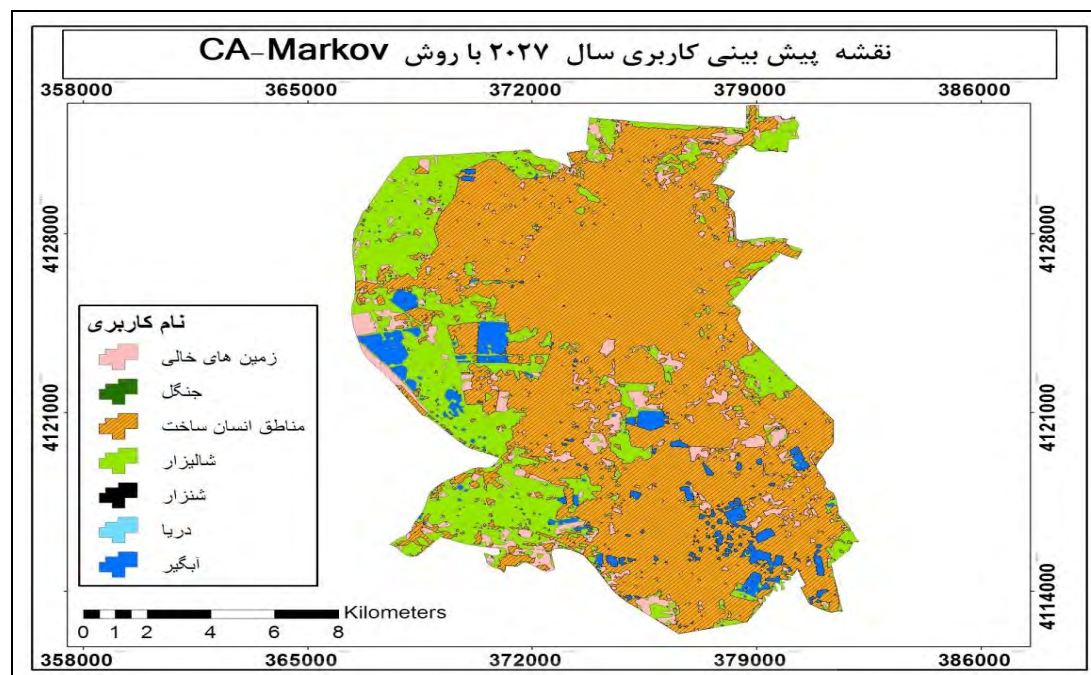 نقشه پیش بینی کاربری سال ۲۰۲۷ با روش CA-Markov
358000 365000 372000 379000 386000
4128000 4128000
نام کاربری
زمین های خالی
جنگل
مناطق انسان ساخت
شالیزار
شنزار
دریا
آبگیر
4121000 4121000
4114000
Kilometers
0 1 2 4 6 8
358000 365000 372000 379000 386000